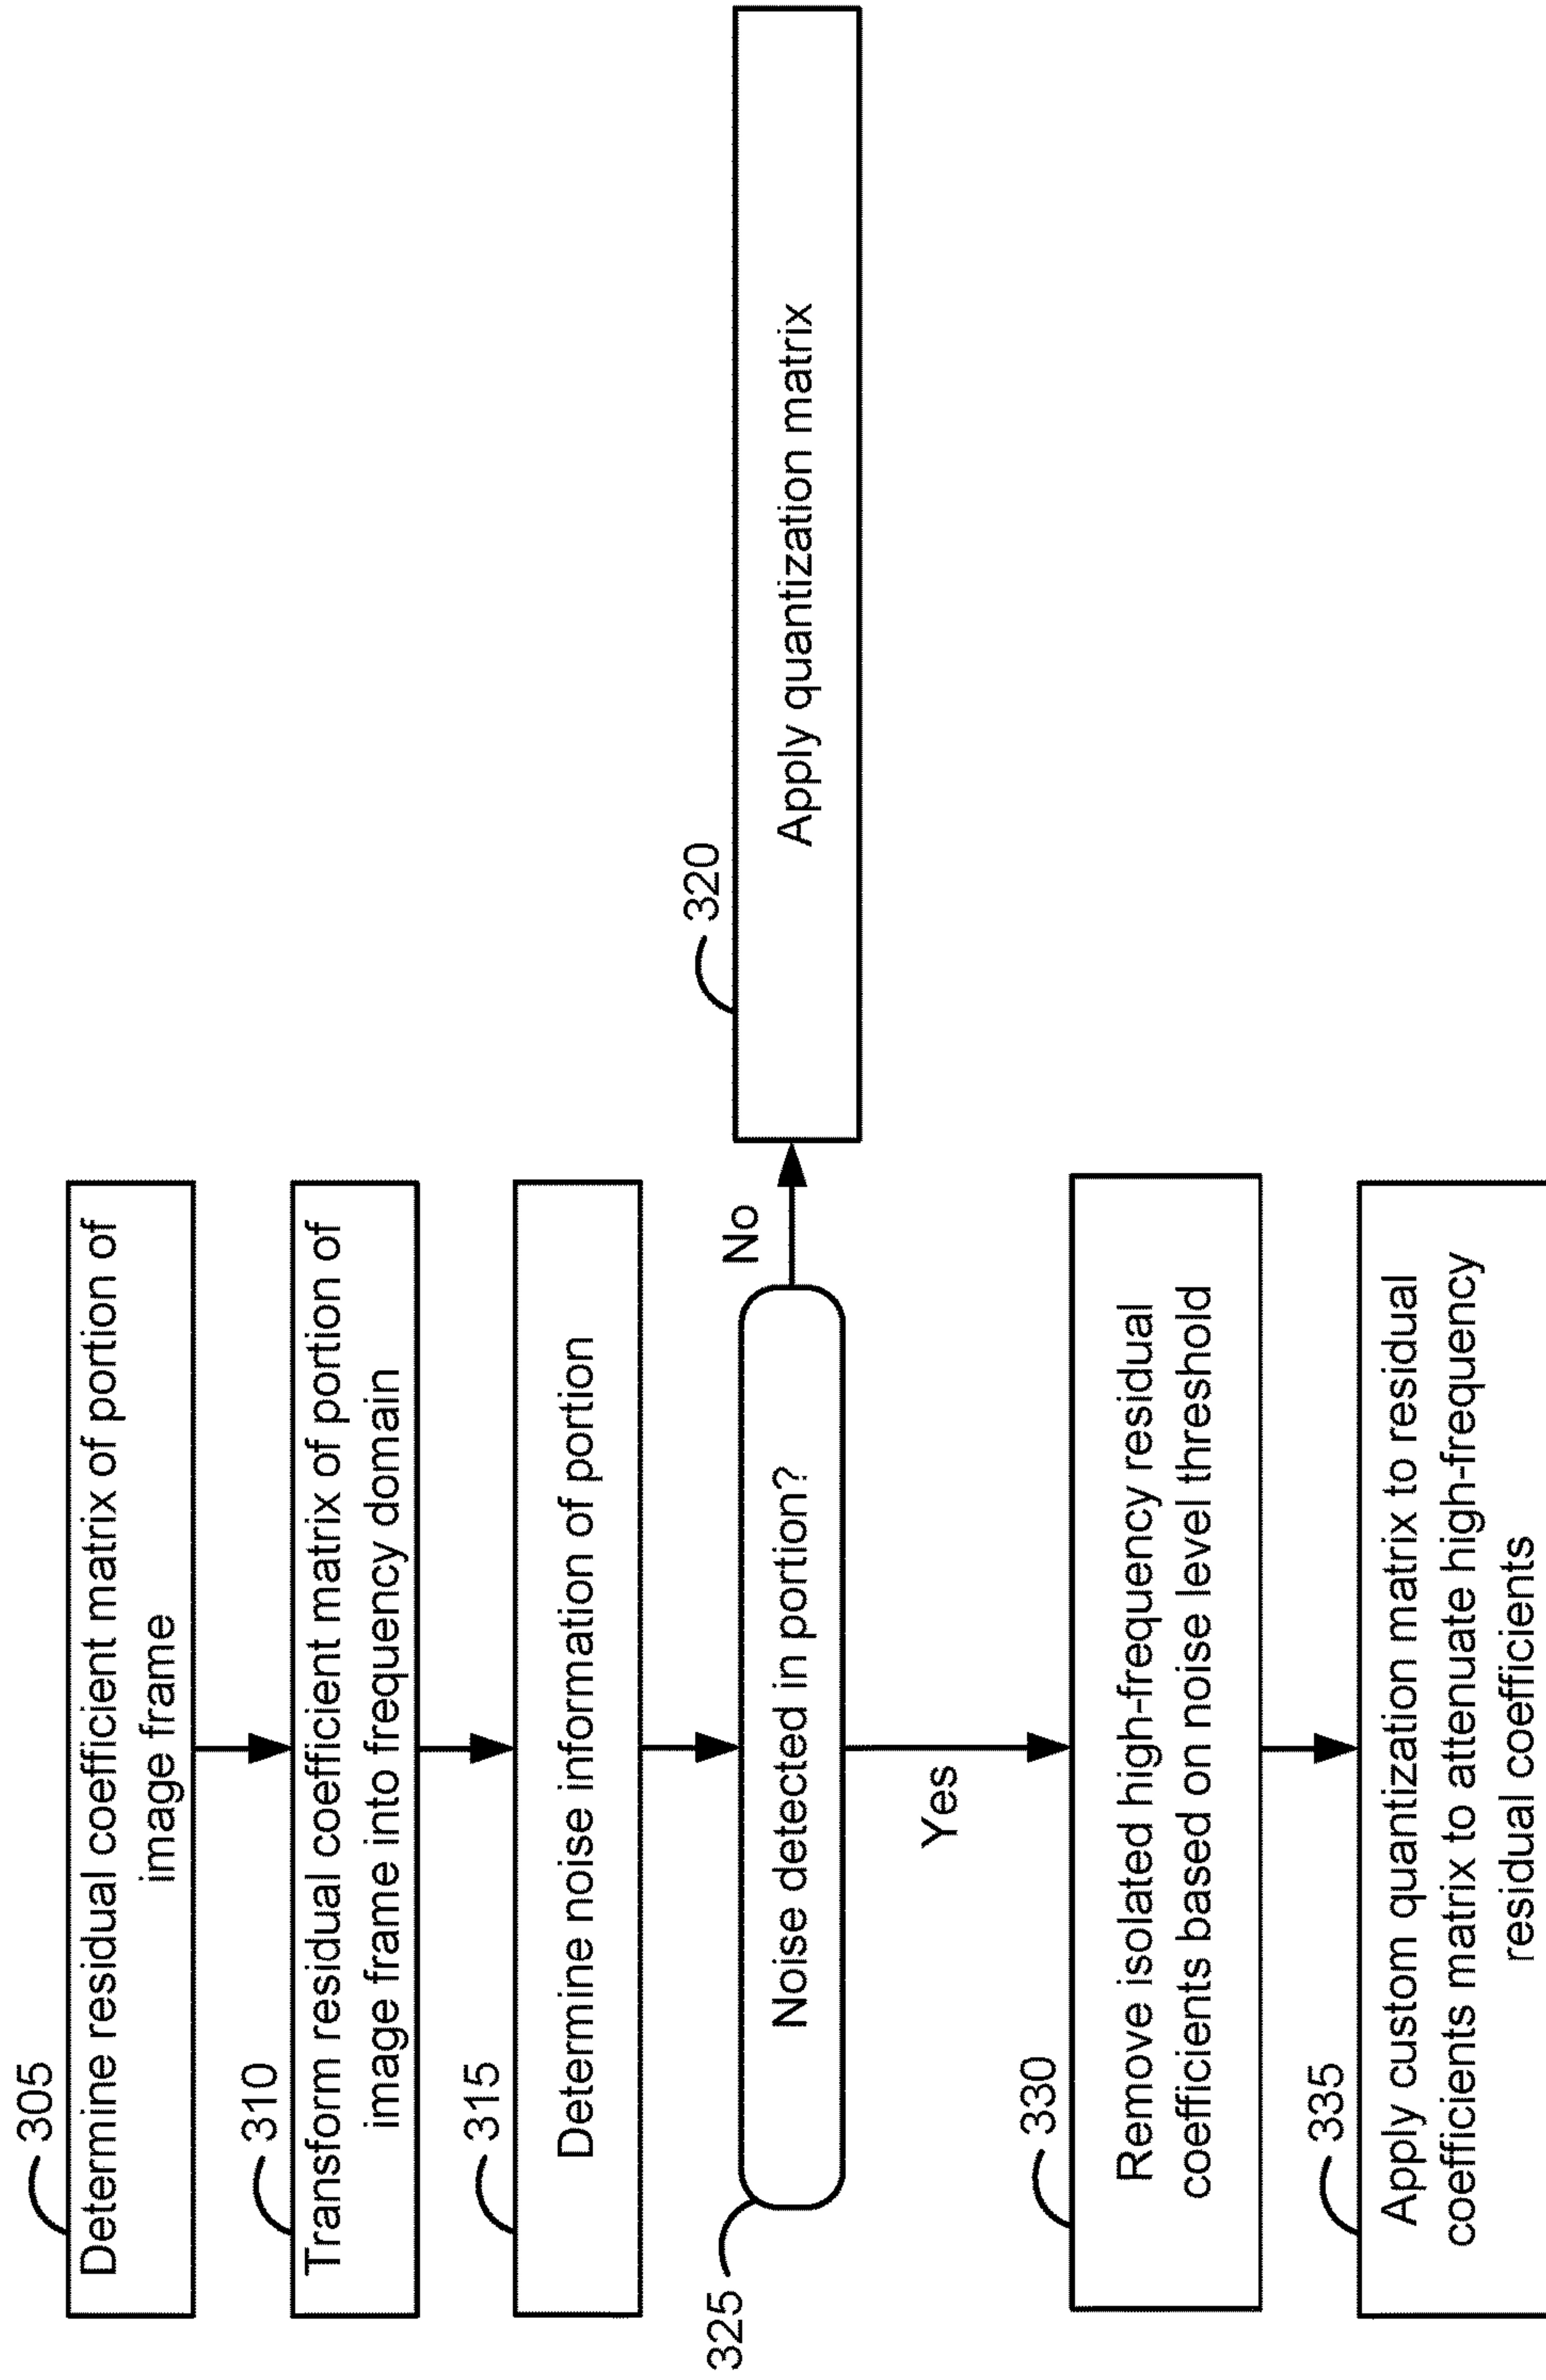 305
Determine residual coefficient matrix of portion of
image frame
310
Transform residual coefficient matrix of portion of
image frame into frequency domain
315
Determine noise information of portion
325
Noise detected in portion?
No
320
Apply quantization matrix
Yes
330
Remove isolated high-frequency residual
coefficients based on noise level threshold
335
Apply custom quantization matrix to residual
coefficients matrix to attenuate high-frequency
residual coefficients